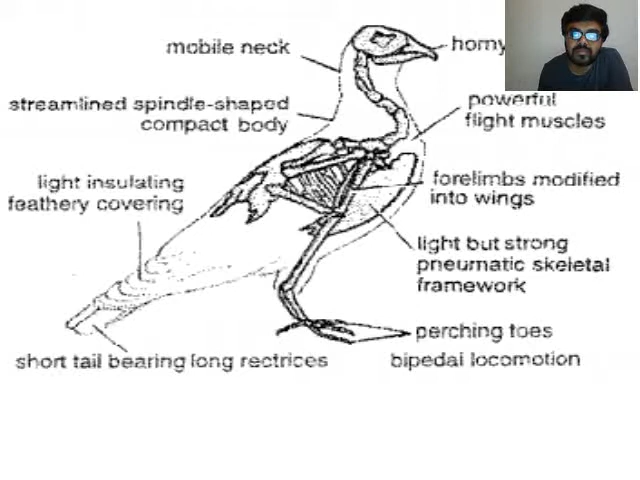 mobile neck
horny
streamlined spindle-shaped
compact body
powerful
flight muscles
light insulating
feathery covering
forelimbs modified
into wings
light but strong
pneumatic skeletal
framework
perching toes
short tail bearing long rectrices
bipedal locomotion